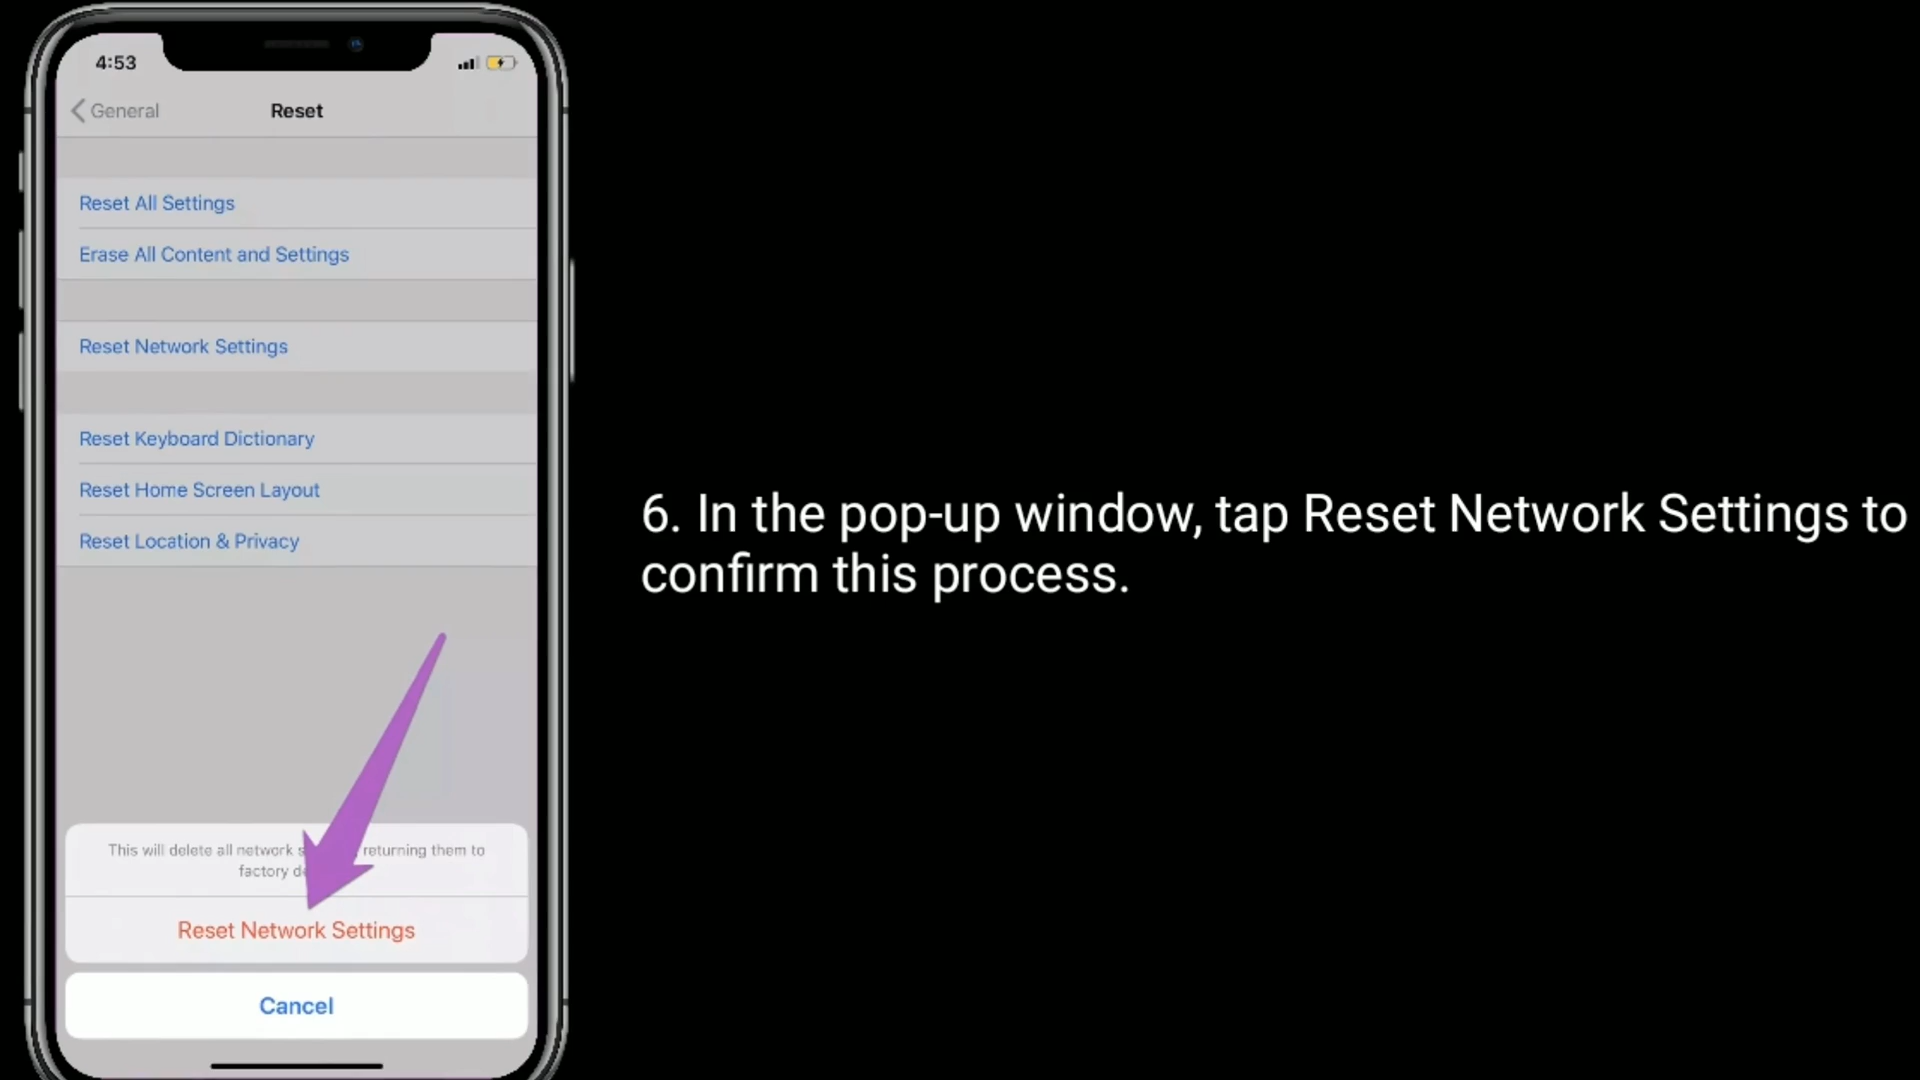 4:53
General
Reset
Reset All Settings
Erase All Content and Settings
Reset Network Settings
Reset Keyboard Dictionary
Reset Home Screen Layout
Reset Location & Privacy
6. In the pop-up window, tap Reset Network Settings to
confirm this process.
This will delete all network returning them to
factory
Reset Network Settings
Cancel